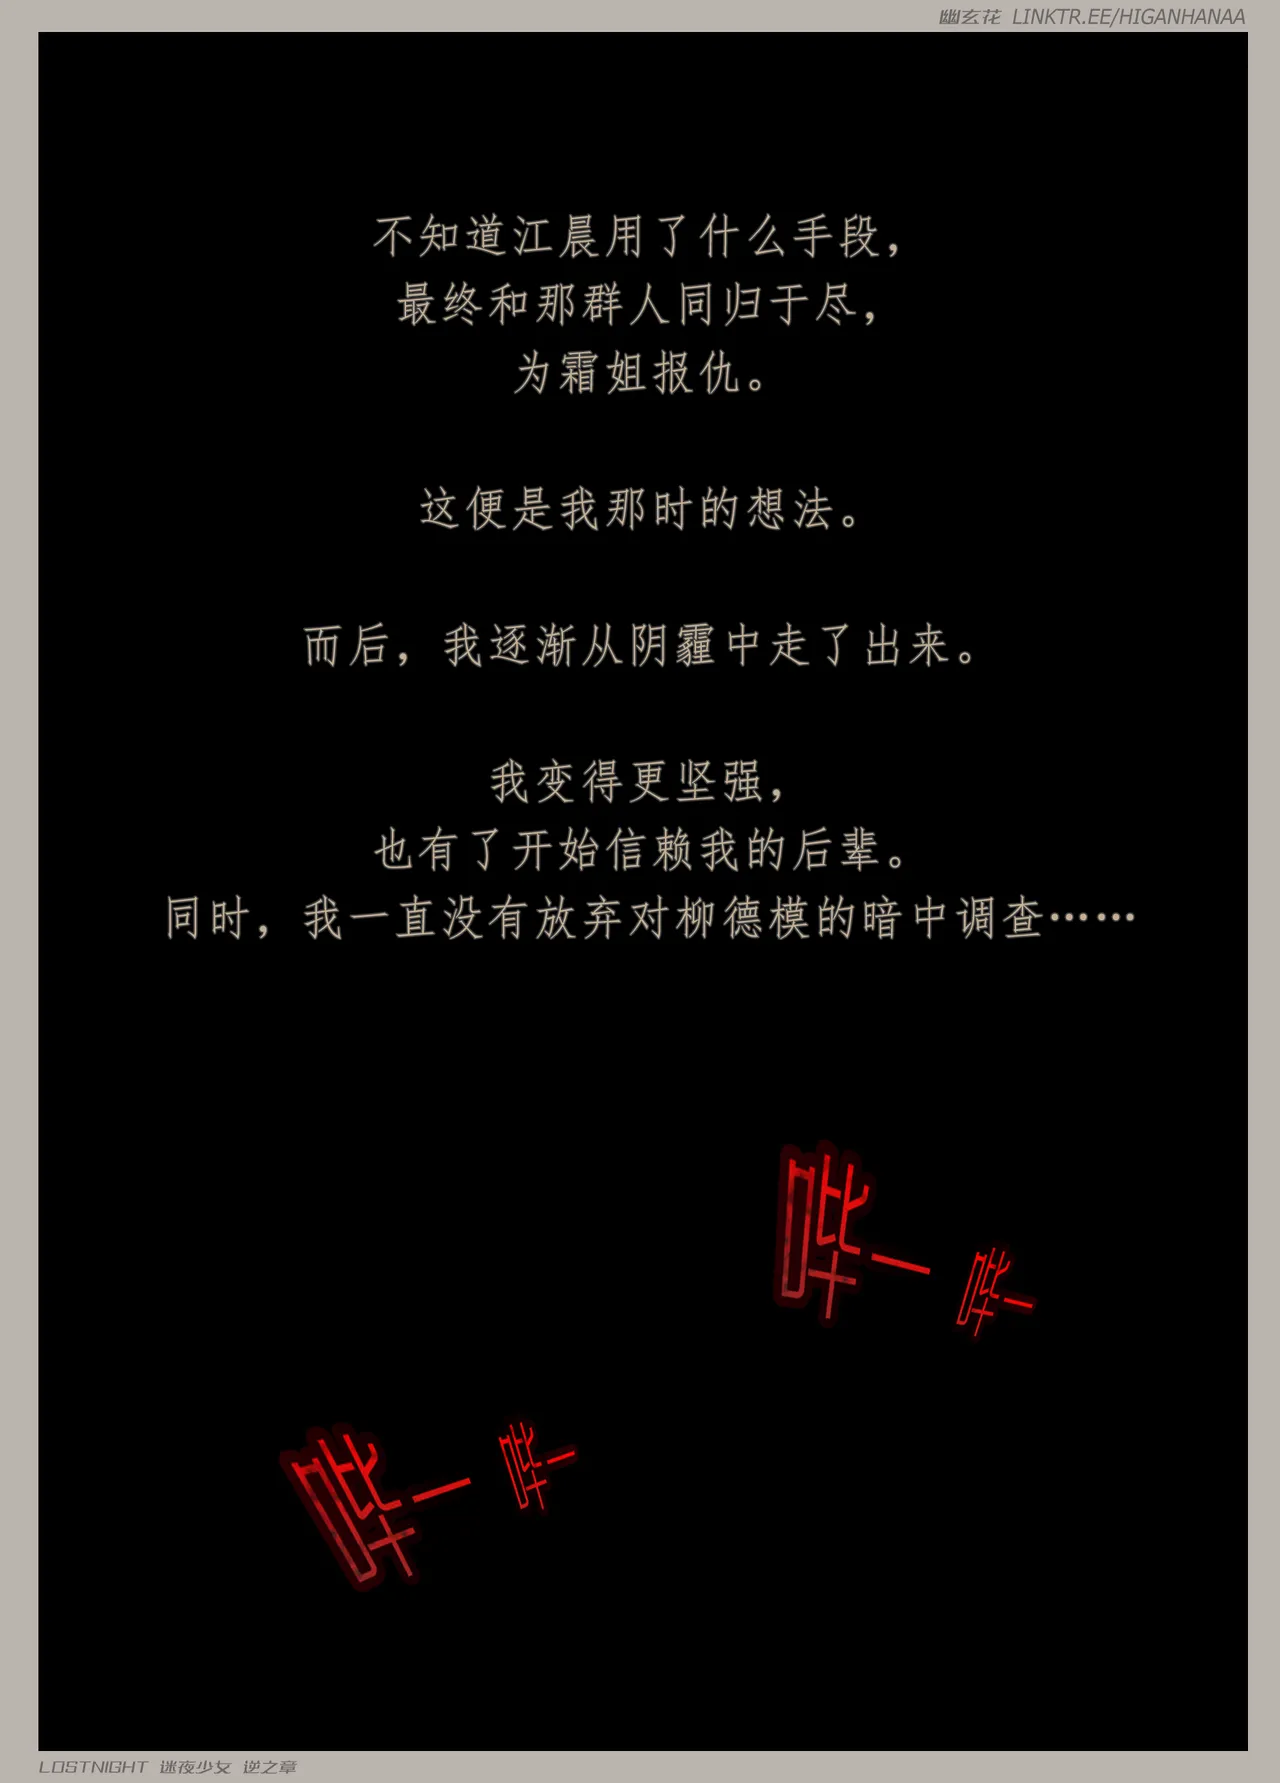 幽玄花 LINKTR.EE/HIGANHANAA
不知道江晨用了什么手段，
最终和那群人同归于尽，
为霜姐报仇。
这便是我那时的想法。
而后，我逐渐从阴霾中走了出来。
我变得更坚强，
也有了开始信赖我的后辈。
同时，我一直没有放弃对柳德模的暗中调查……
哔—
哔—
哔—
哔—
LOSTNIGHT 迷夜少女 逆之章